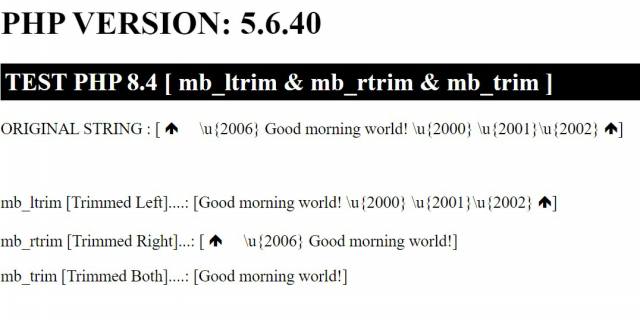 PHP VERSION: 5.6.40
TEST PHP 8.4 [ mb_ltrim & mb_rtrim & mb_trim ]
ORIGINAL STRING : [ 🡹 \u{2006} Good morning world! \u{2000} \u{2001}\u{2002} 🡹]
mb_ltrim [Trimmed Left]....: [Good morning world! \u{2000} \u{2001}\u{2002} 🡹]
mb_rtrim [Trimmed Right]...: [ 🡹 \u{2006} Good morning world!]
mb_trim [Trimmed Both]....: [Good morning world!]